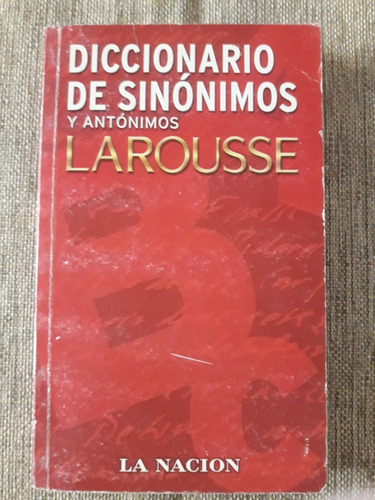 DICCIONARIO
DE SINÓNIMOS
Y ANTÓNIMOS
LAROUSSE
LA NACION